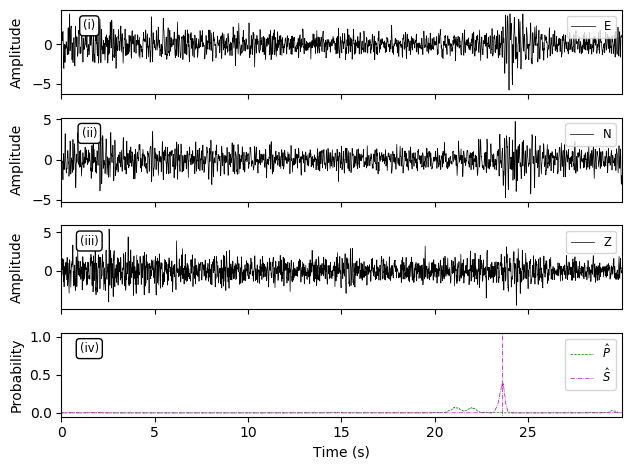 (i)
E
Amplitude
0
−5
(ii)
N
Amplitude
5
0
−5
(iii)
Z
Amplitude
5
0
(iv)
P̂
Ŝ
Probability
1.0
0.5
0.0
0 5 10 15 20 25
Time (s)